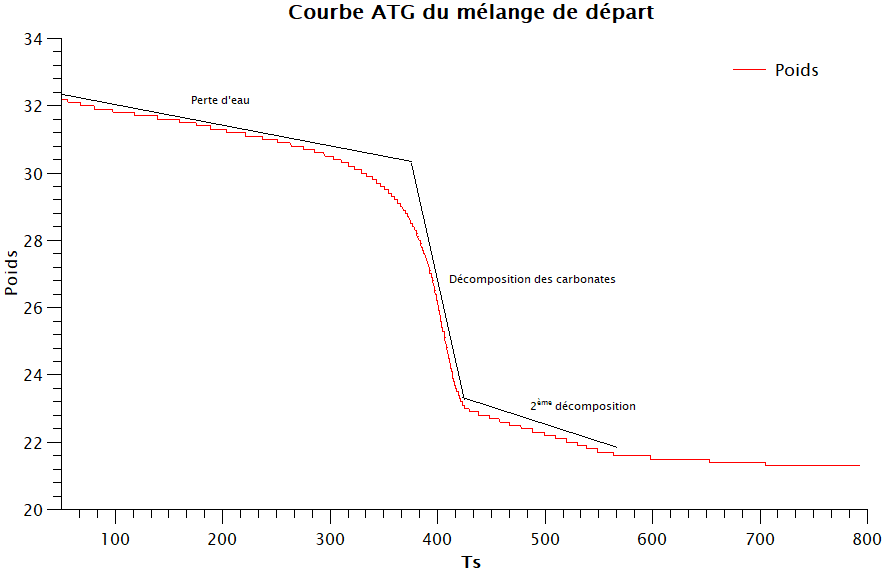 Courbe ATG du mélange de départ
34
Poids
Perte d'eau
32
30
28
Décomposition des carbonates
Poids
26
24
2ème décomposition
22
20
100 200 300 400 500 600 700 800
Ts